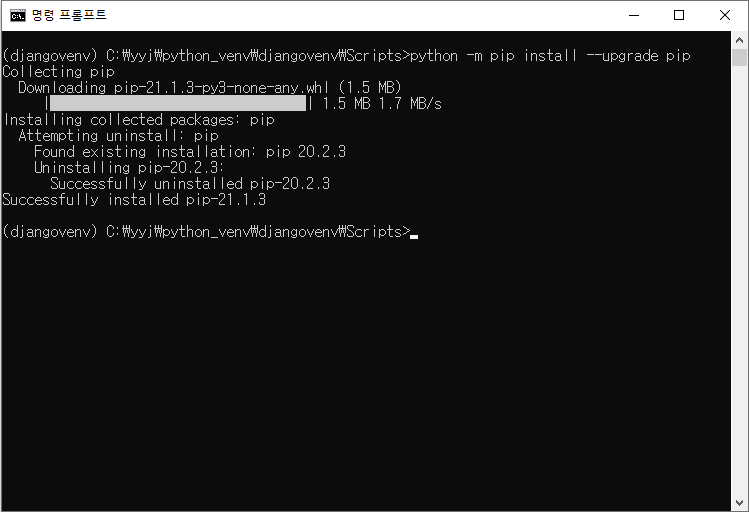 명령 프롬프트
(djangovenv) C:₩yyj₩python_venv₩djangovenv₩Scripts>python -m pip install --upgrade pip
Collecting pip
Downloading pip-21.1.3-py3-none-any.whl (1.5 MB)
| | 1.5 MB 1.7 MB/s
Installing collected packages: pip
Attempting uninstall: pip
Found existing installation: pip 20.2.3
Uninstalling pip-20.2.3:
Successfully uninstalled pip-20.2.3
Successfully installed pip-21.1.3
(djangovenv) C:₩yyj₩python_venv₩djangovenv₩Scripts>